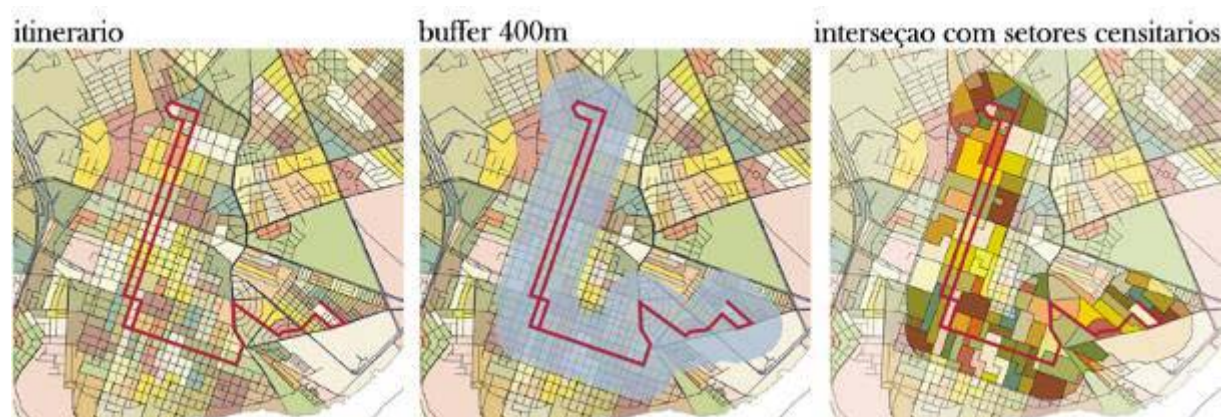 itinerario
buffer 400m
interseçao com setores censitarios